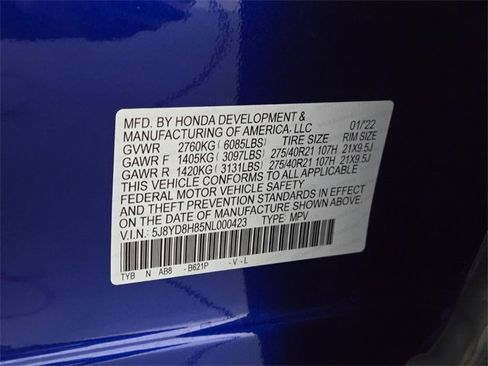 MFD. BY HONDA DEVELOPMENT &
MANUFACTURING OF AMERICA, LLC 01/'22
GVWR 2760KG (6085LBS) TIRE SIZE RIM SIZE
GAWR F 1405KG (3097LBS) 275/40R21 107H 21X9.5J
GAWR R 1420KG (3131LBS) 275/40R21 107H 21X9.5J
THIS VEHICLE CONFORMS TO ALL APPLICABLE
FEDERAL MOTOR VEHICLE SAFETY
STANDARDS IN EFFECT
ON THE DATE OF MANUFACTURE SHOWN ABOVE.
V.I.N.: 5J8YD8H85NL000423 TYPE: MPV
TYB N AB8 - B621P - V - L